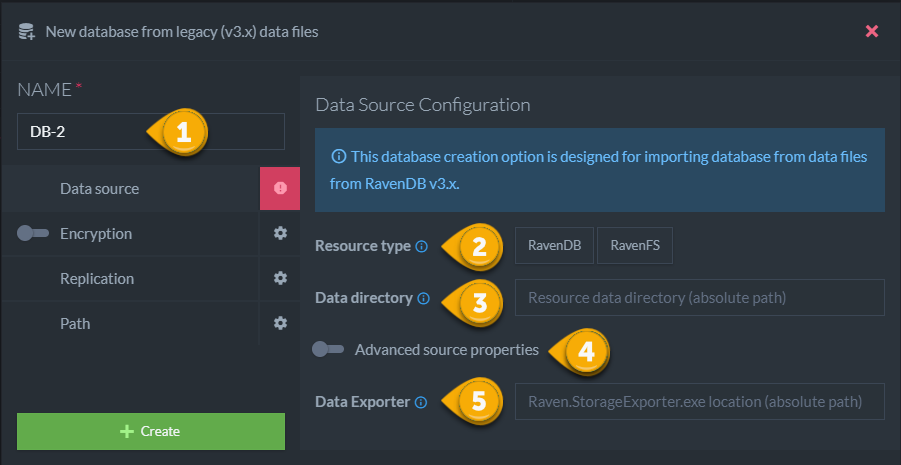 New database from legacy (v3.x) data files
NAME *
DB-2
1
Data source
Encryption
Replication
Path
Create
Data Source Configuration
This database creation option is designed for importing database from data files
from RavenDB v3.x.
Resource type
2
RavenDB
RavenFS
Data directory
3
Resource data directory (absolute path)
Advanced source properties
4
Data Exporter
5
Raven.StorageExporter.exe location (absolute path)